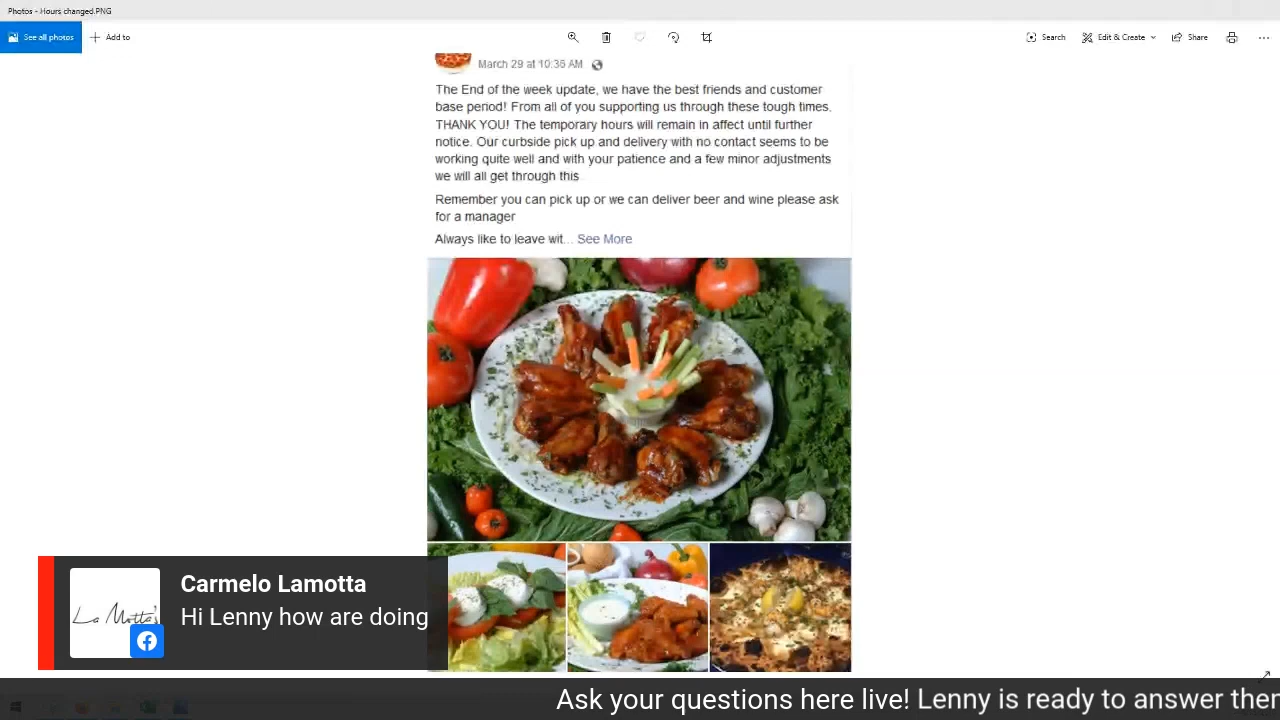 Photos - Hours changed.PNG
See all photos
Add to
Search
Edit & Create
Share
March 29 at 10:36 AM
The End of the week update, we have the best friends and customer
base period! From all of you supporting us through these tough times.
THANK YOU! The temporary hours will remain in affect until further
notice. Our curbside pick up and delivery with no contact seems to be
working quite well and with your patience and a few minor adjustments
we will all get through this
Remember you can pick up or we can deliver beer and wine please ask
for a manager
Always like to leave wit... See More
La Motta's
Carmelo Lamotta
Hi Lenny how are doing
Ask your questions here live! Lenny is ready to answer ther